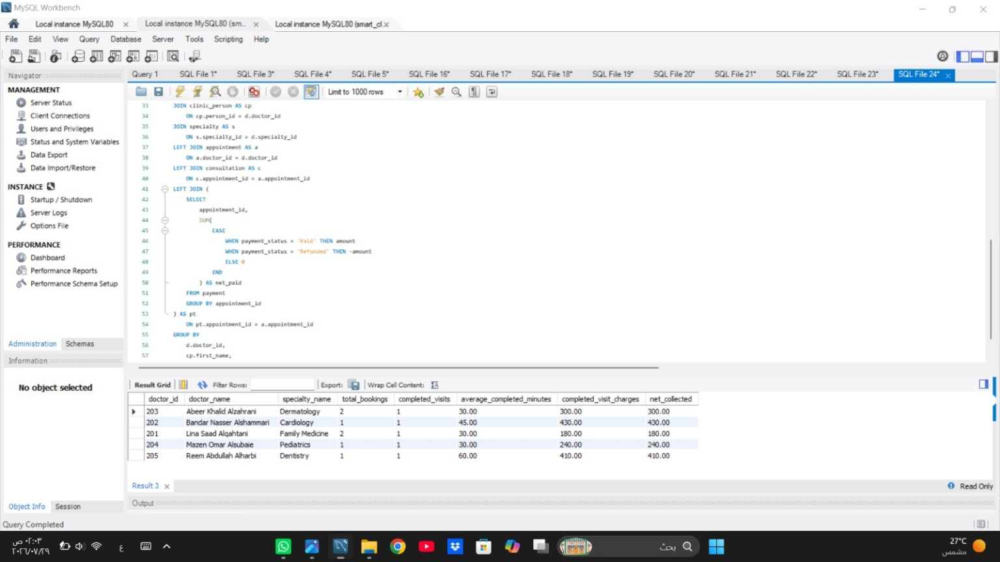 MySQL Workbench
Local instance MySQL80 x Local instance MySQL80 (sm... x Local instance MySQL80 (smart_cl x
File Edit View Query Database Server Tools Scripting Help
Navigator
Query 1 SQL File 1* SQL File 3* SQL File 4* SQL File 5* SQL File 16* SQL File 17* SQL File 18* SQL File 19* SQL File 20* SQL File 21* SQL File 22* SQL File 23* SQL File 24* x
Limit to 1000 rows
MANAGEMENT
Server Status
Client Connections
Users and Privileges
Status and System Variables
Data Export
Data Import/Restore
INSTANCE
Startup / Shutdown
Server Logs
Options File
PERFORMANCE
Dashboard
Performance Reports
Performance Schema Setup
Administration Schemas
Information
No object selected
Object Info Session
33 JOIN clinic_person AS cp
34 ON cp.person_id = d.doctor_id
35 JOIN specialty AS s
36 ON s.specialty_id = d.specialty_id
37 LEFT JOIN appointment AS a
38 ON a.doctor_id = d.doctor_id
39 LEFT JOIN consultation AS c
40 ON c.appointment_id = a.appointment_id
41 LEFT JOIN (
42 SELECT
43 appointment_id,
44 SUM(
45 CASE
46 WHEN payment_status = 'Paid' THEN amount
47 WHEN payment_status = 'Refunded' THEN -amount
48 ELSE 0
49 END
50 ) AS net_paid
51 FROM payment
52 GROUP BY appointment_id
53 ) AS pt
54 ON pt.appointment_id = a.appointment_id
55 GROUP BY
56 d.doctor_id,
57 cp.first_name,
Result Grid Filter Rows: Export: Wrap Cell Content:
doctor_id doctor_name specialty_name total_bookings completed_visits average_completed_minutes completed_visit_charges net_collected
203 Abeer Khalid Alzahrani Dermatology 2 1 30.00 300.00 300.00
202 Bandar Nasser Alshammari Cardiology 1 1 45.00 430.00 430.00
201 Lina Saad Alqahtani Family Medicine 2 1 30.00 180.00 180.00
204 Mazen Omar Alsubaie Pediatrics 1 1 30.00 240.00 240.00
205 Reem Abdullah Alharbi Dentistry 1 1 60.00 410.00 410.00
Result 3 x
Read Only
Output
Query Completed
٠٢:٠٣ ص
٢٠٢٦/٠٧/٢٩
ع
بحث
27°C
مشمس